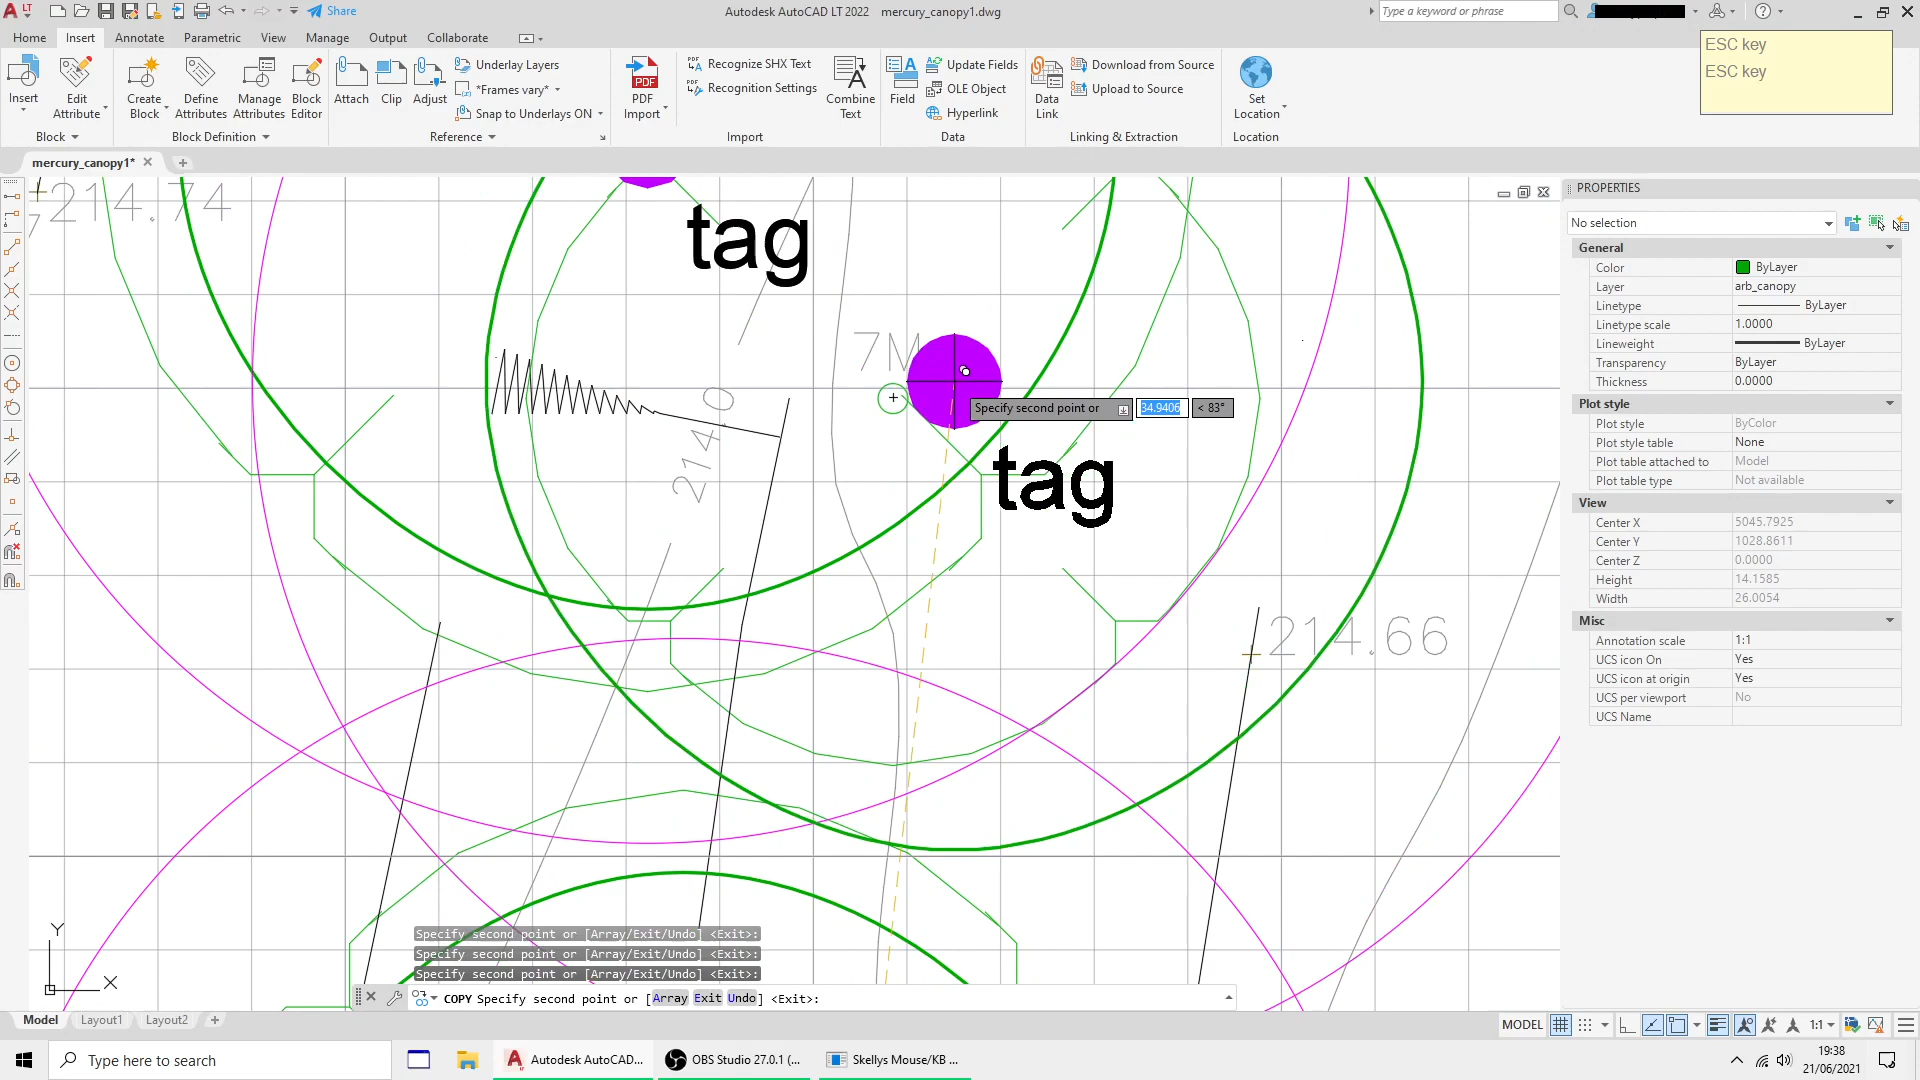 LT
Share
Autodesk AutoCAD LT 2022 mercury_canopy1.dwg
Type a keyword or phrase
Home Insert Annotate Parametric View Manage Output Collaborate
ESC key
ESC key
Insert
Edit Attribute
Create Block
Define Attributes
Manage Attributes
Block Editor
Attach
Clip
Adjust
Underlay Layers
*Frames vary*
Snap to Underlays ON
PDF Import
Recognize SHX Text
Recognition Settings
Combine Text
Field
Update Fields
OLE Object
Hyperlink
Data Link
Download from Source
Upload to Source
Set Location
Block
Block Definition
Reference
Import
Data
Linking & Extraction
Location
mercury_canopy1*
214.74
tag
7M
214.0
Specify second point or 34.9406 < 83°
tag
214.66
Y
X
Specify second point or [Array/Exit/Undo] <Exit>:
Specify second point or [Array/Exit/Undo] <Exit>:
Specify second point or [Array/Exit/Undo] <Exit>:
COPY Specify second point or [Array Exit Undo] <Exit>:
PROPERTIES
No selection
General
Color ByLayer
Layer arb_canopy
Linetype ByLayer
Linetype scale 1.0000
Lineweight ByLayer
Transparency ByLayer
Thickness 0.0000
Plot style
Plot style ByColor
Plot style table None
Plot table attached to Model
Plot table type Not available
View
Center X 5045.7925
Center Y 1028.8611
Center Z 0.0000
Height 14.1585
Width 26.0054
Misc
Annotation scale 1:1
UCS icon On Yes
UCS icon at origin Yes
UCS per viewport No
UCS Name
Model Layout1 Layout2
MODEL 1:1
Type here to search
Autodesk AutoCAD...
OBS Studio 27.0.1 (...
Skellys Mouse/KB ...
19:38
21/06/2021